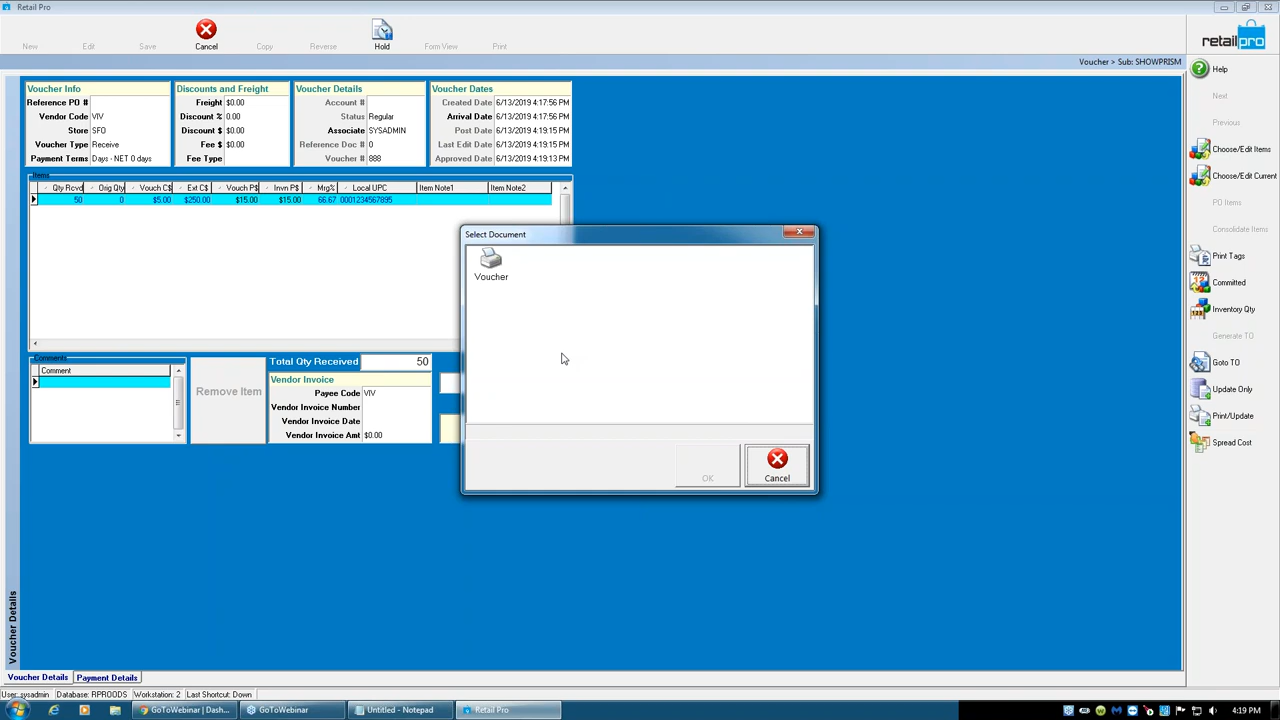 Retail Pro
New Edit Save Cancel Copy Reverse Hold Form View Print
retailpro
Voucher > Sub: SHOWPRISM
Voucher Info
Reference PO #
Vendor Code VIV
Store SFO
Voucher Type Receive
Payment Terms Days - NET 0 days
Discounts and Freight
Freight $0.00
Discount % 0.00
Discount $ $0.00
Fee $ $0.00
Fee Type
Voucher Details
Account #
Status Regular
Associate SYSADMIN
Reference Doc # 0
Voucher # 888
Voucher Dates
Created Date 6/13/2019 4:17:56 PM
Arrival Date 6/13/2019 4:17:56 PM
Post Date 6/13/2019 4:19:15 PM
Last Edit Date 6/13/2019 4:19:15 PM
Approved Date 6/13/2019 4:19:13 PM
Items
Qty Rcvd Orig Qty Vouch C$ Ext C$ Vouch P$ Invn P$ Mrg% Local UPC Item Note1 Item Note2
50 0 $5.00 $250.00 $15.00 $15.00 66.67 0001234567895
Comments
Comment
Remove Item
Total Qty Received 50
Vendor Invoice
Payee Code VIV
Vendor Invoice Number
Vendor Invoice Date
Vendor Invoice Amt $0.00
Select Document
Voucher
OK
Cancel
Help
Next
Previous
Choose/Edit Items
Choose/Edit Current
PO Items
Consolidate Items
Print Tags
Committed
Inventory Qty
Generate TO
Goto TO
Update Only
Print/Update
Spread Cost
Voucher Details
Voucher Details Payment Details
User: sysadmin Database: RPROODS Workstation: 2 Last Shortcut: Down
GoToWebinar | Dash... GoToWebinar Untitled - Notepad Retail Pro 4:19 PM